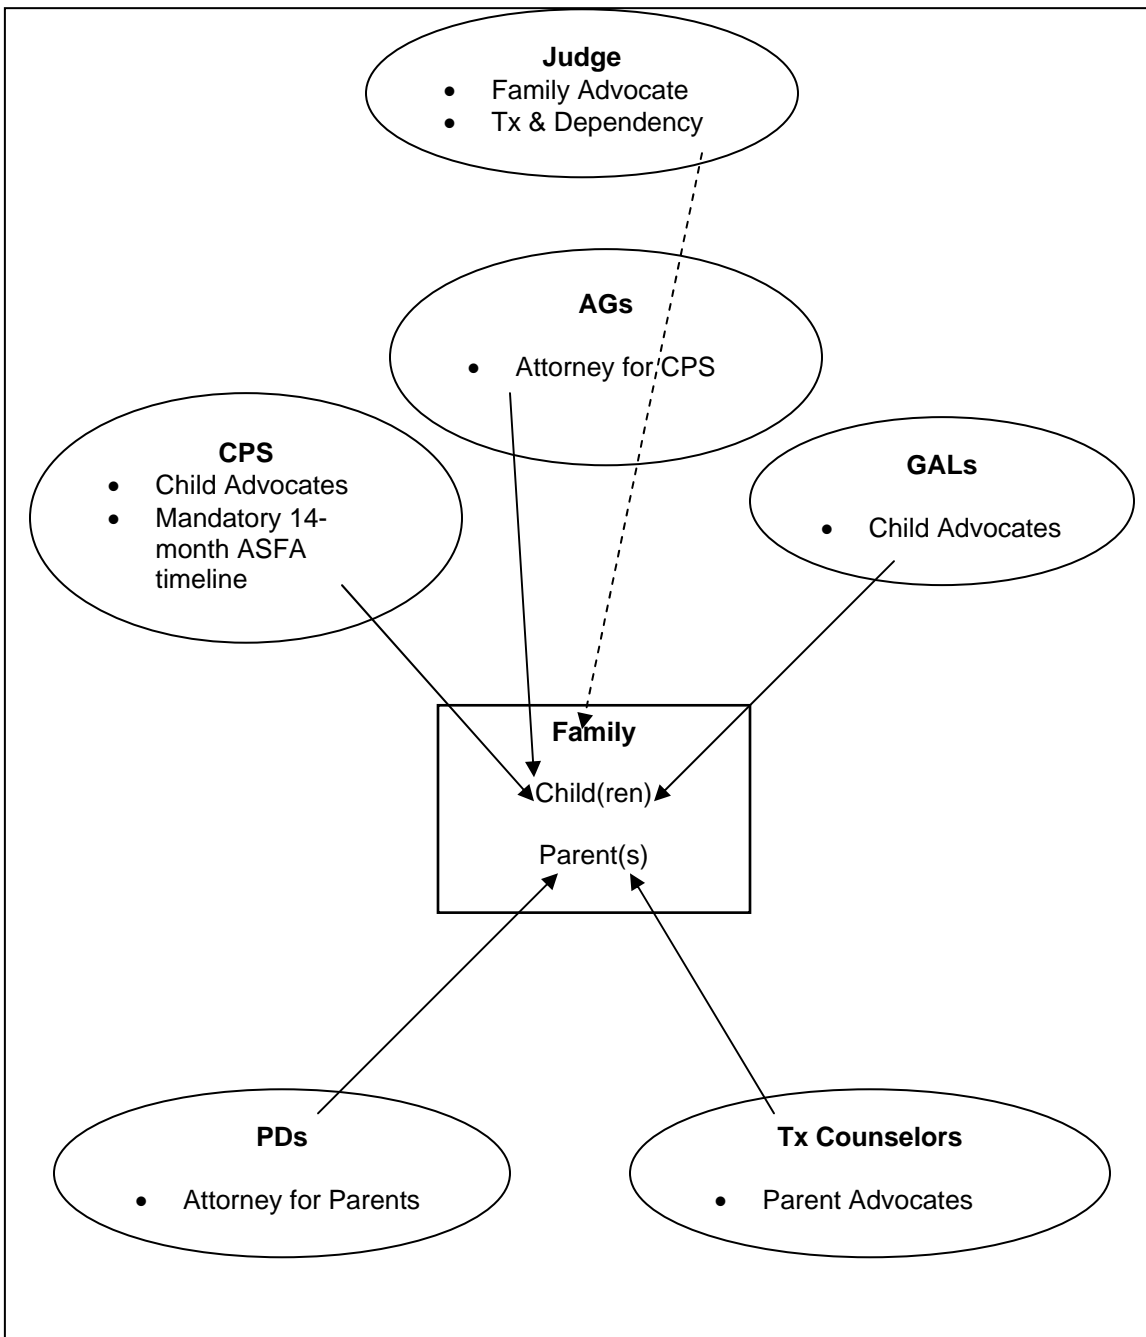 Judge
• Family Advocate
• Tx & Dependency
AGs
• Attorney for CPS
CPS
• Child Advocates
• Mandatory 14-
month ASFA
timeline
GALs
• Child Advocates
Family
Child(ren)
Parent(s)
PDs
• Attorney for Parents
Tx Counselors
• Parent Advocates